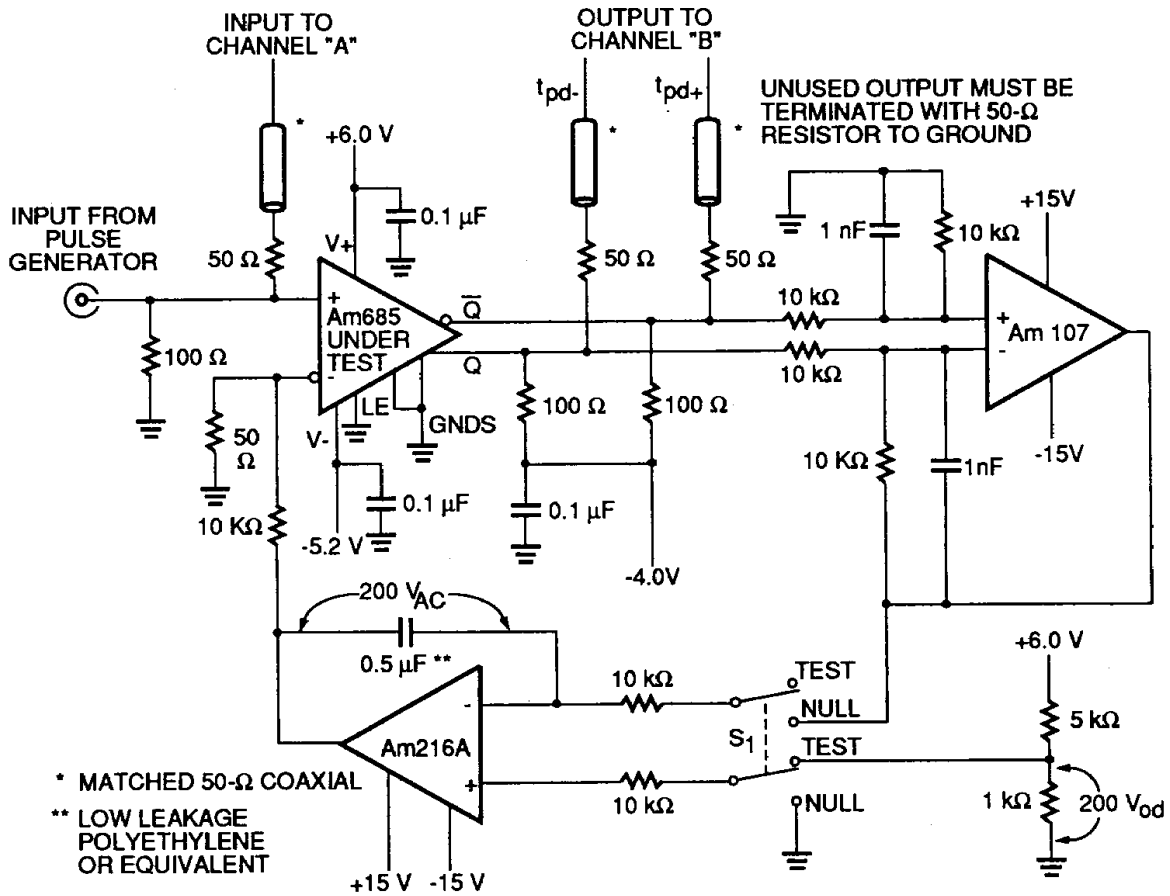 INPUT TO
CHANNEL "A"
OUTPUT TO
CHANNEL "B"
t_pd-
t_pd+
UNUSED OUTPUT MUST BE
TERMINATED WITH 50-Ω
RESISTOR TO GROUND
*
*
*
+6.0 V
0.1 µF
INPUT FROM
PULSE
GENERATOR
50 Ω
V+
50 Ω
50 Ω
1 nF
10 kΩ
+15V
+
Am685
UNDER
TEST
-
Q̅
Q
10 kΩ
10 kΩ
+
Am 107
-
100 Ω
LE
GNDS
V-
100 Ω
100 Ω
50
Ω
10 KΩ
1nF
-15V
10 KΩ
0.1 µF
-5.2 V
0.1 µF
-4.0V
200 V_AC
0.5 µF **
+6.0 V
10 kΩ
TEST
NULL
5 kΩ
-
Am216A
+
S₁
TEST
10 kΩ
NULL
1 kΩ
200 V_od
* MATCHED 50-Ω COAXIAL
** LOW LEAKAGE
POLYETHYLENE
OR EQUIVALENT
+15 V
-15 V